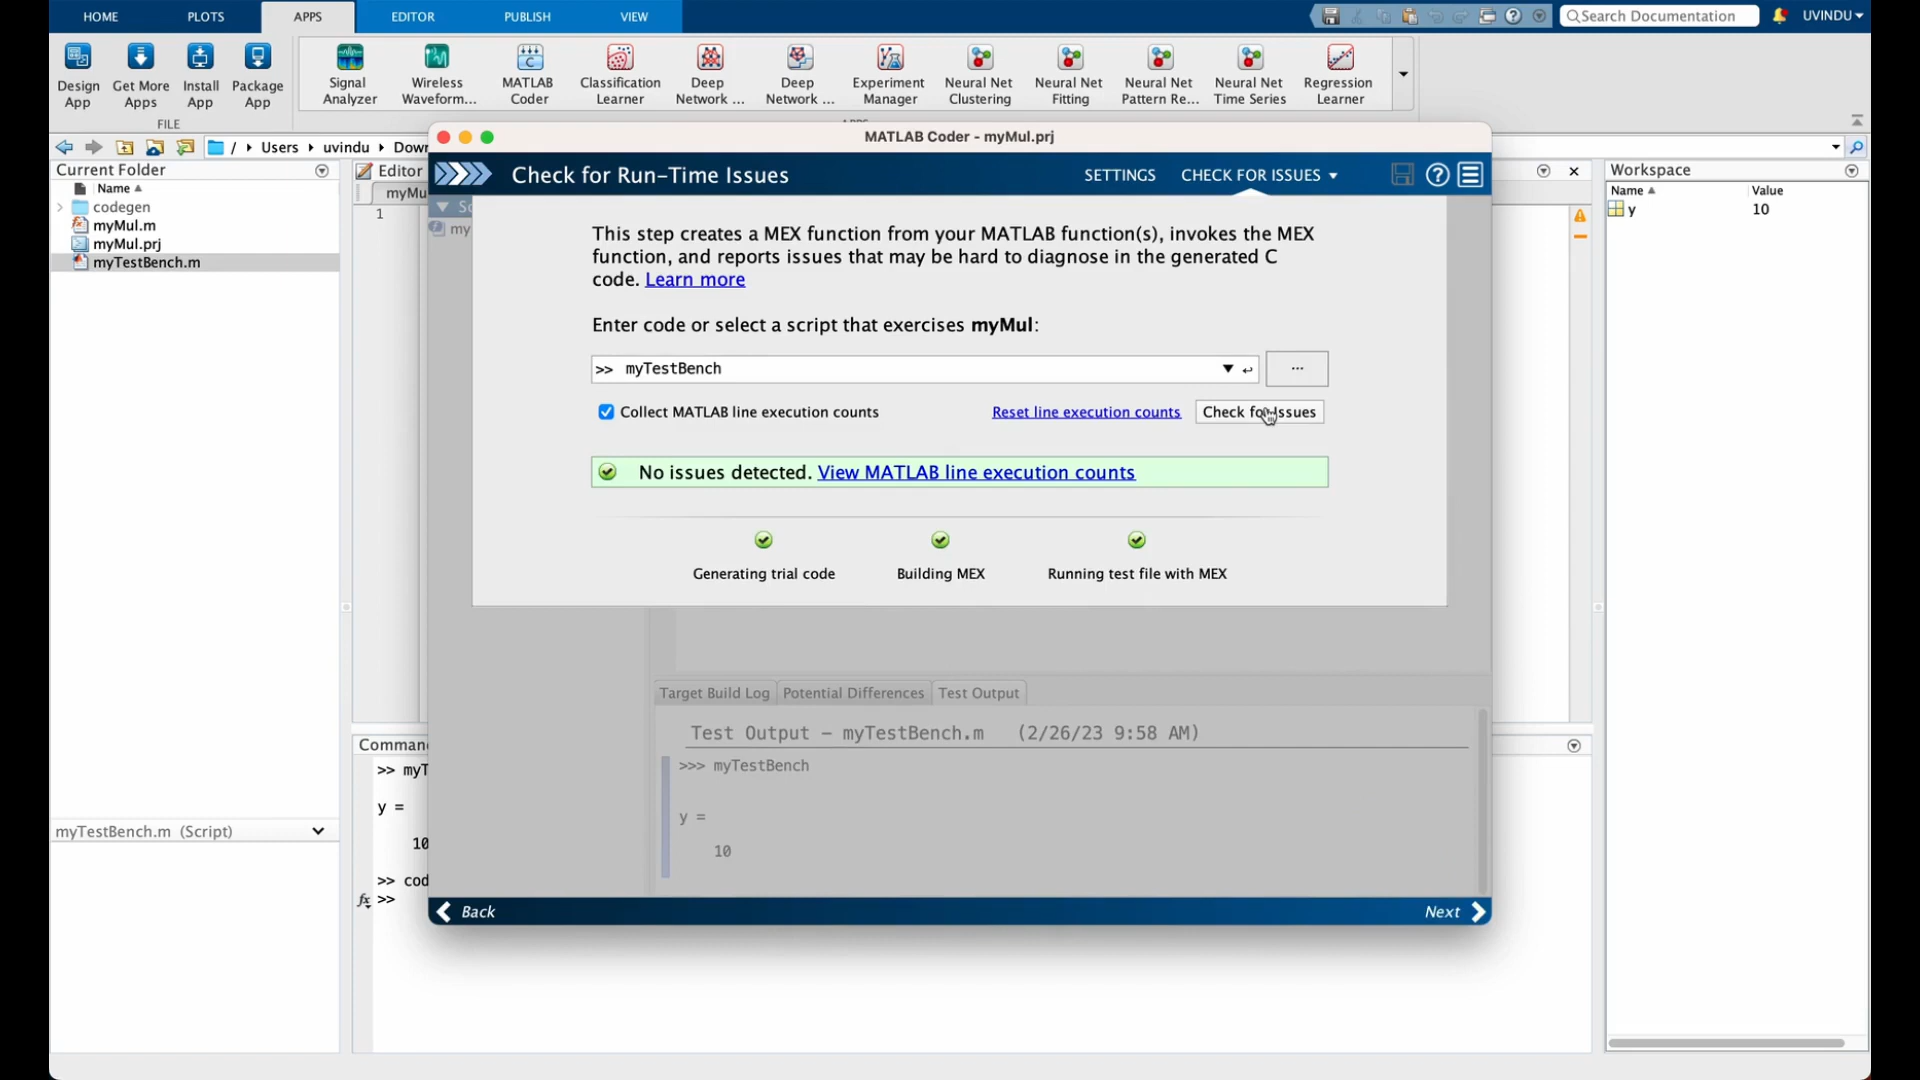 HOME PLOTS APPS EDITOR PUBLISH VIEW
Search Documentation UVINDU
Design App
Get More Apps
Install App
Package App
Signal Analyzer
Wireless Waveform...
MATLAB Coder
Classification Learner
Deep Network ...
Deep Network ...
Experiment Manager
Neural Net Clustering
Neural Net Fitting
Neural Net Pattern Re...
Neural Net Time Series
Regression Learner
FILE
/ Users uvindu
MATLAB Coder - myMul.prj
Current Folder
Name
codegen
myMul.m
myMul.prj
myTestBench.m
Editor
1
Check for Run-Time Issues
SETTINGS CHECK FOR ISSUES
This step creates a MEX function from your MATLAB function(s), invokes the MEX
function, and reports issues that may be hard to diagnose in the generated C
code. Learn more
Enter code or select a script that exercises myMul:
>> myTestBench
...
Collect MATLAB line execution counts
Reset line execution counts
Check for Issues
No issues detected. View MATLAB line execution counts
Generating trial code
Building MEX
Running test file with MEX
Target Build Log Potential Differences Test Output
Test Output - myTestBench.m (2/26/23 9:58 AM)
>>> myTestBench
y =
10
Back
Next
y =
10
>>
fx >>
myTestBench.m (Script)
Workspace
Name Value
y 10